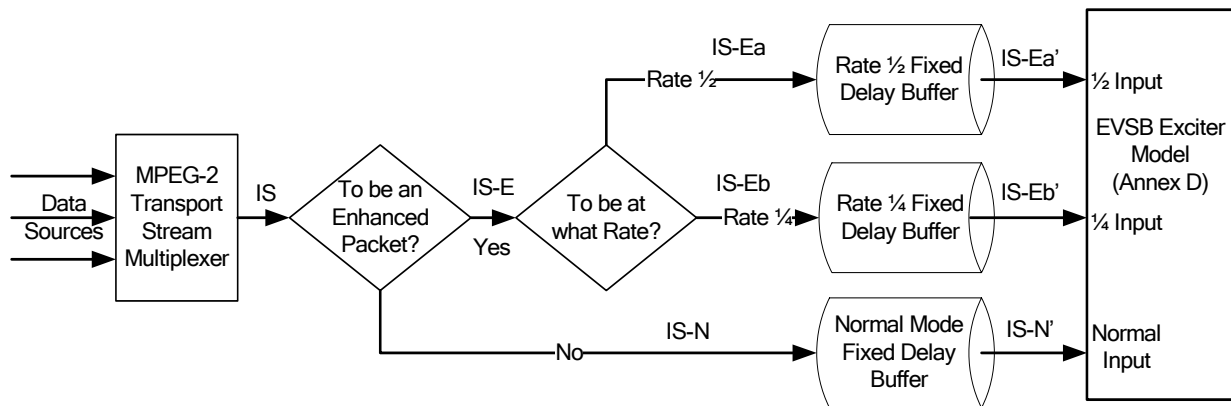 Data
Sources
MPEG-2
Transport
Stream
Multiplexer
IS
To be an
Enhanced
Packet?
IS-E
Yes
No
To be at
what Rate?
IS-Ea
Rate ½
Rate ½ Fixed
Delay Buffer
IS-Ea’
IS-Eb
Rate ¼
Rate ¼ Fixed
Delay Buffer
IS-Eb’
IS-N
Normal Mode
Fixed Delay
Buffer
IS-N’
½ Input
EVSB Exciter
Model
(Annex D)
¼ Input
Normal
Input